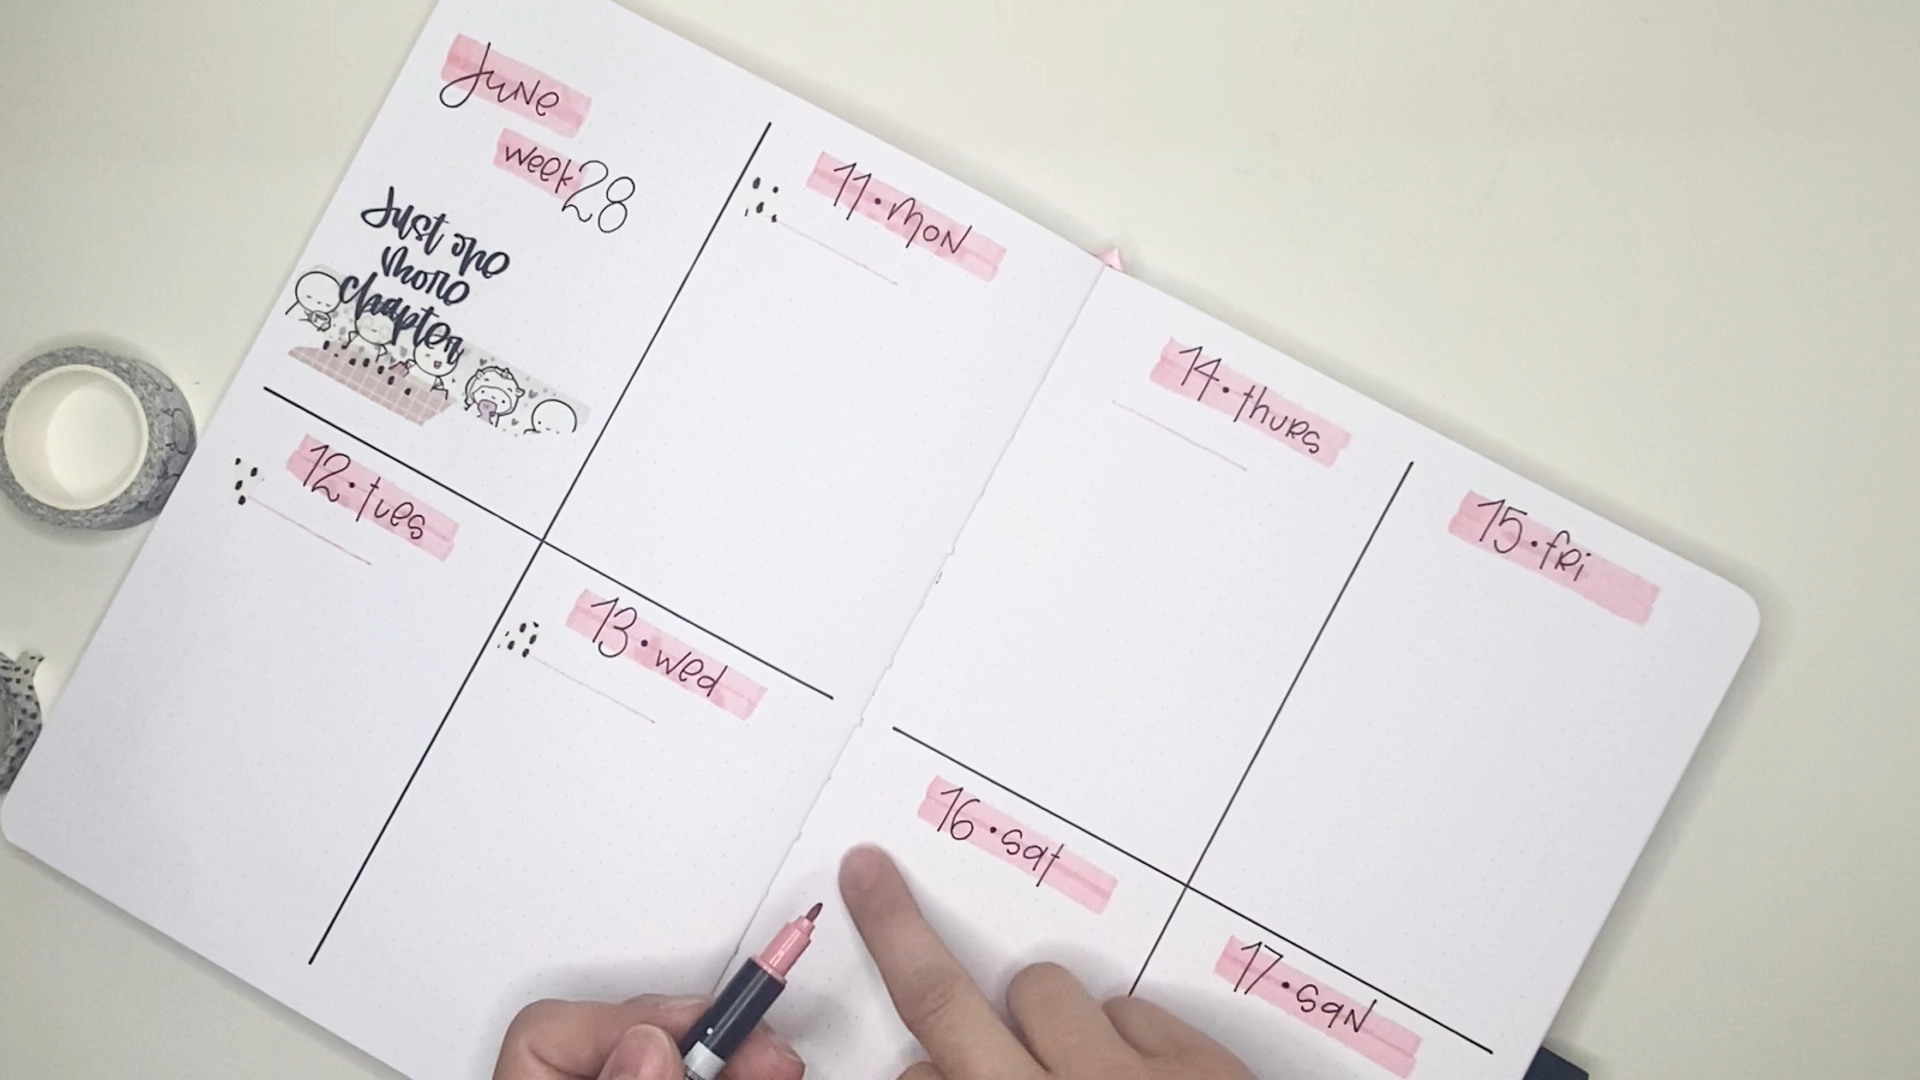 June
week 28
Just one
more
chapter
11•mon
12•tues
13•wed
14•thurs
15•fri
16•sat
17•san